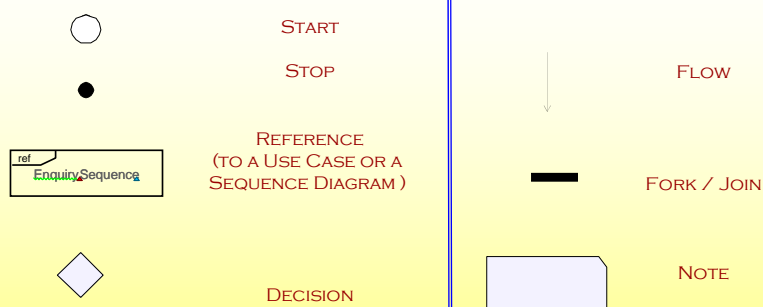 START
STOP
REFERENCE
(TO A USE CASE OR A
SEQUENCE DIAGRAM )
ref
EnquirySequence
DECISION
FLOW
FORK / JOIN
NOTE